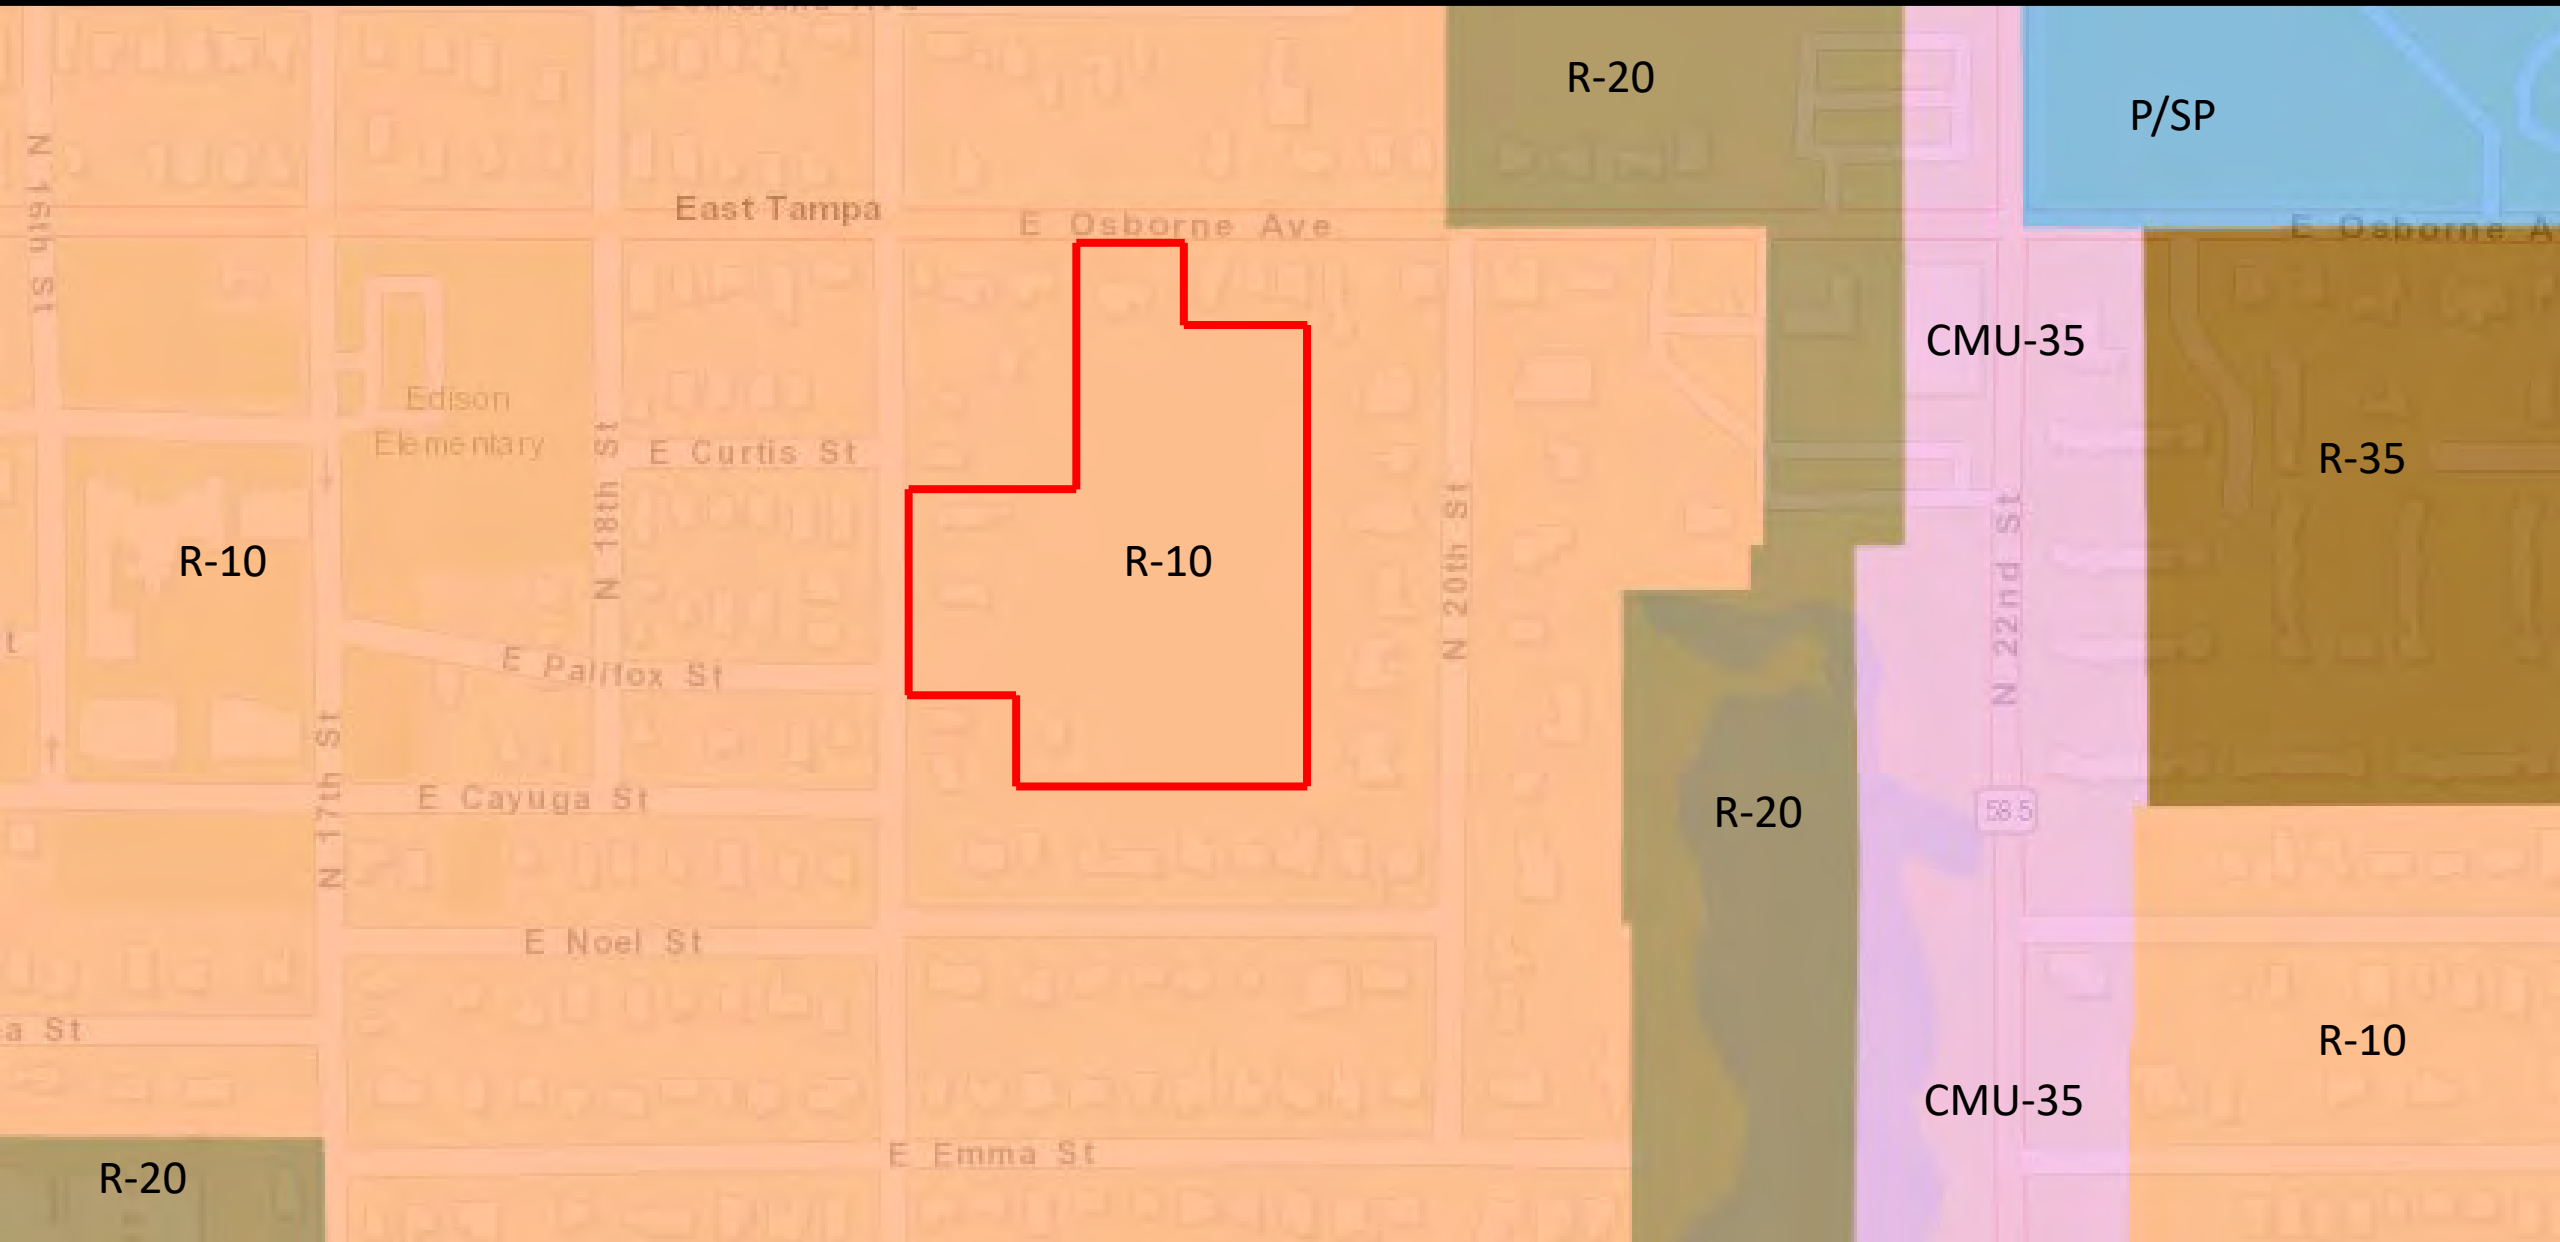 R-20
P/SP
N 16th St
East Tampa
E Osborne Ave
E Osborne A
CMU-35
Edison
Elementary
N 18th St
E Curtis St
R-35
R-10
R-10
N 20th St
N 22nd St
E Palifox St
N 17th St
E Cayuga St
58.5
R-20
E Noel St
a St
R-10
CMU-35
E Emma St
R-20